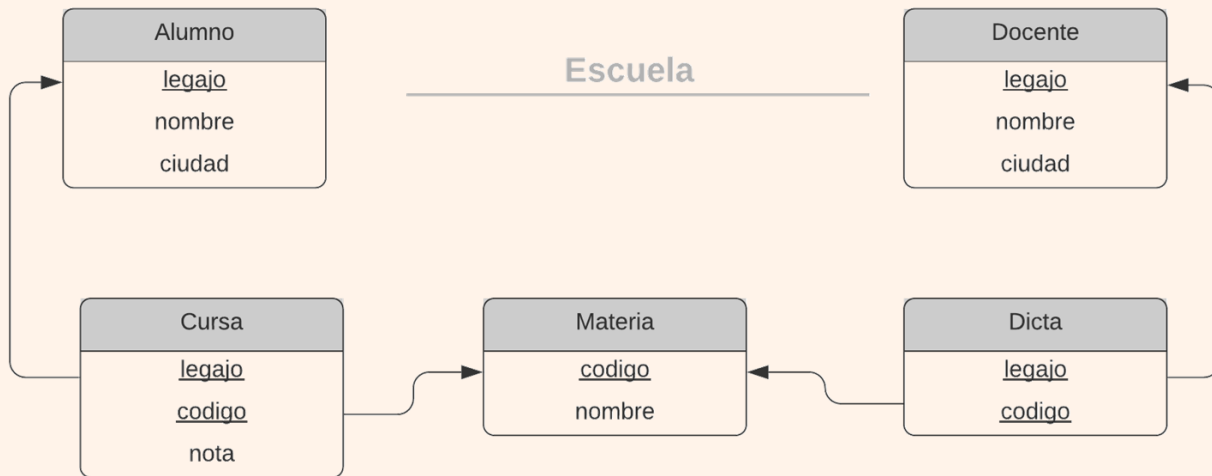 Escuela
Alumno
legajo
nombre
ciudad
Docente
legajo
nombre
ciudad
Cursa
legajo
codigo
nota
Materia
codigo
nombre
Dicta
legajo
codigo